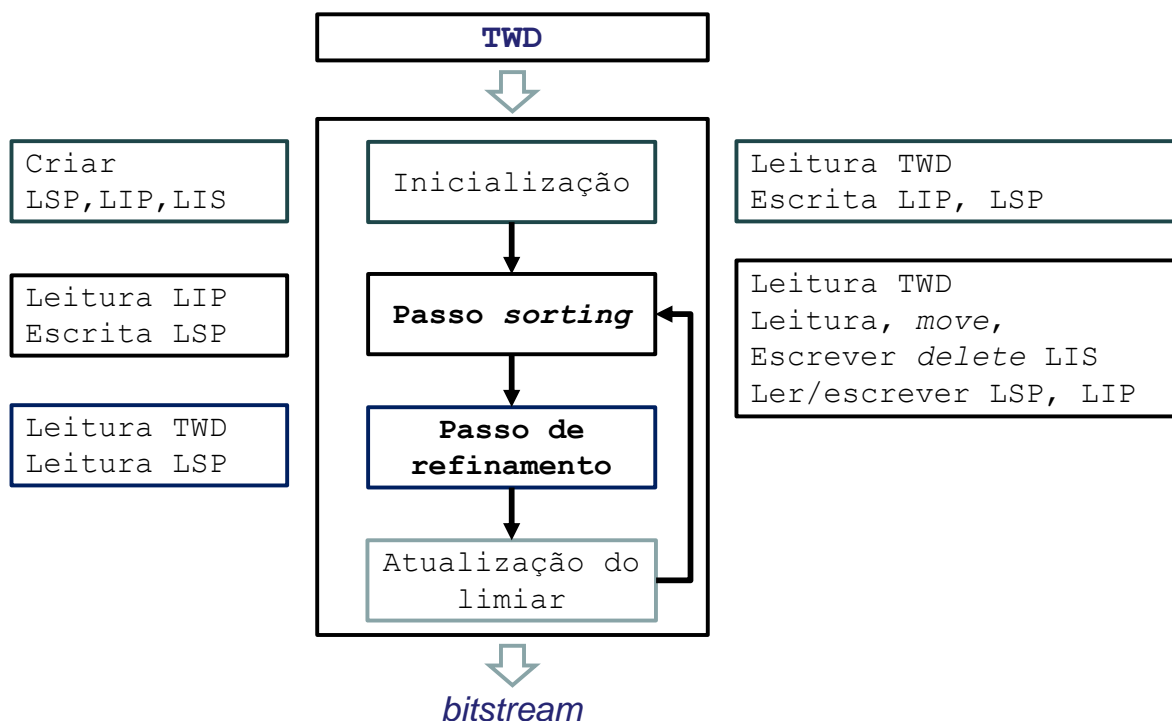 TWD
Criar
LSP,LIP,LIS
Inicialização
Leitura TWD
Escrita LIP, LSP
Leitura LIP
Escrita LSP
Passo sorting
Leitura TWD
Leitura, move,
Escrever delete LIS
Ler/escrever LSP, LIP
Leitura TWD
Leitura LSP
Passo de
refinamento
Atualização do
limiar
bitstream